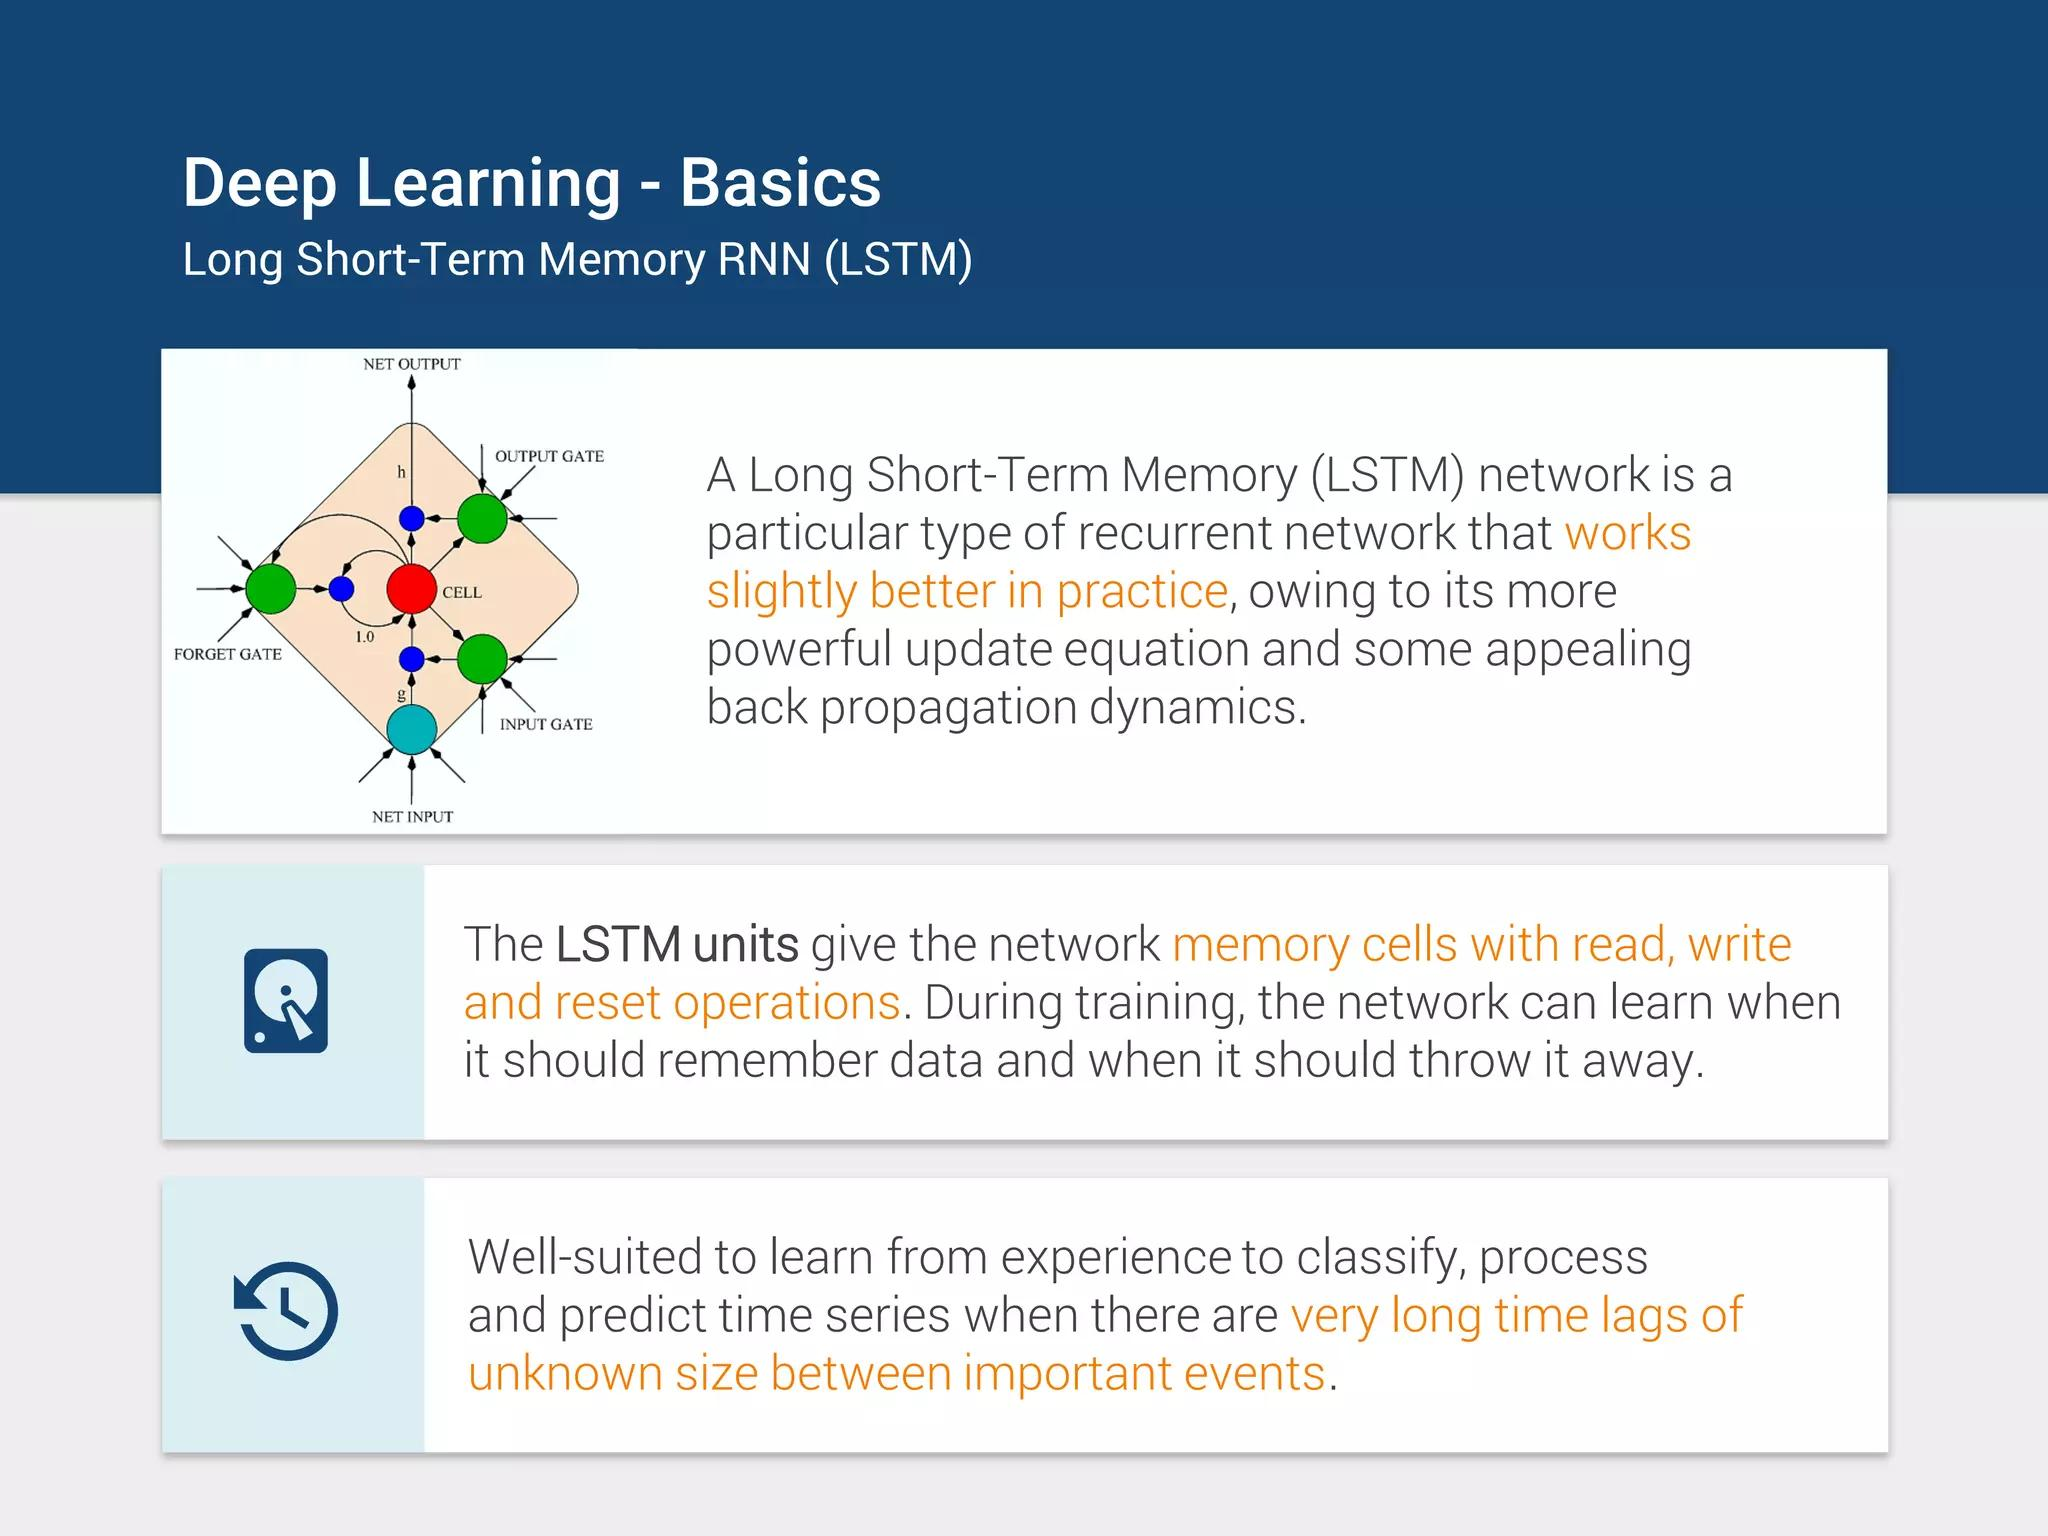 Deep Learning - Basics
Long Short-Term Memory RNN (LSTM)
NET OUTPUT
OUTPUT GATE
h
CELL
1.0
FORGET GATE
g
INPUT GATE
NET INPUT
A Long Short-Term Memory (LSTM) network is a
particular type of recurrent network that works
slightly better in practice, owing to its more
powerful update equation and some appealing
back propagation dynamics.
The LSTM units give the network memory cells with read, write
and reset operations. During training, the network can learn when
it should remember data and when it should throw it away.
Well-suited to learn from experience to classify, process
and predict time series when there are very long time lags of
unknown size between important events.